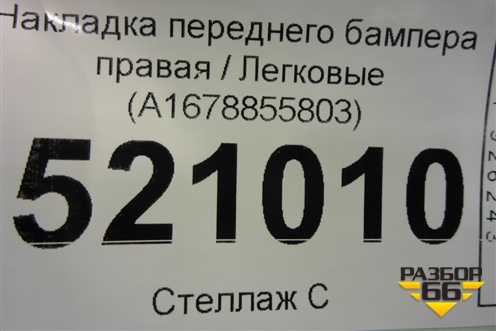 Накладка переднего бампера
правая / Легковые
(A1678855803)
521010
Стеллаж С
РАЗБОР
66